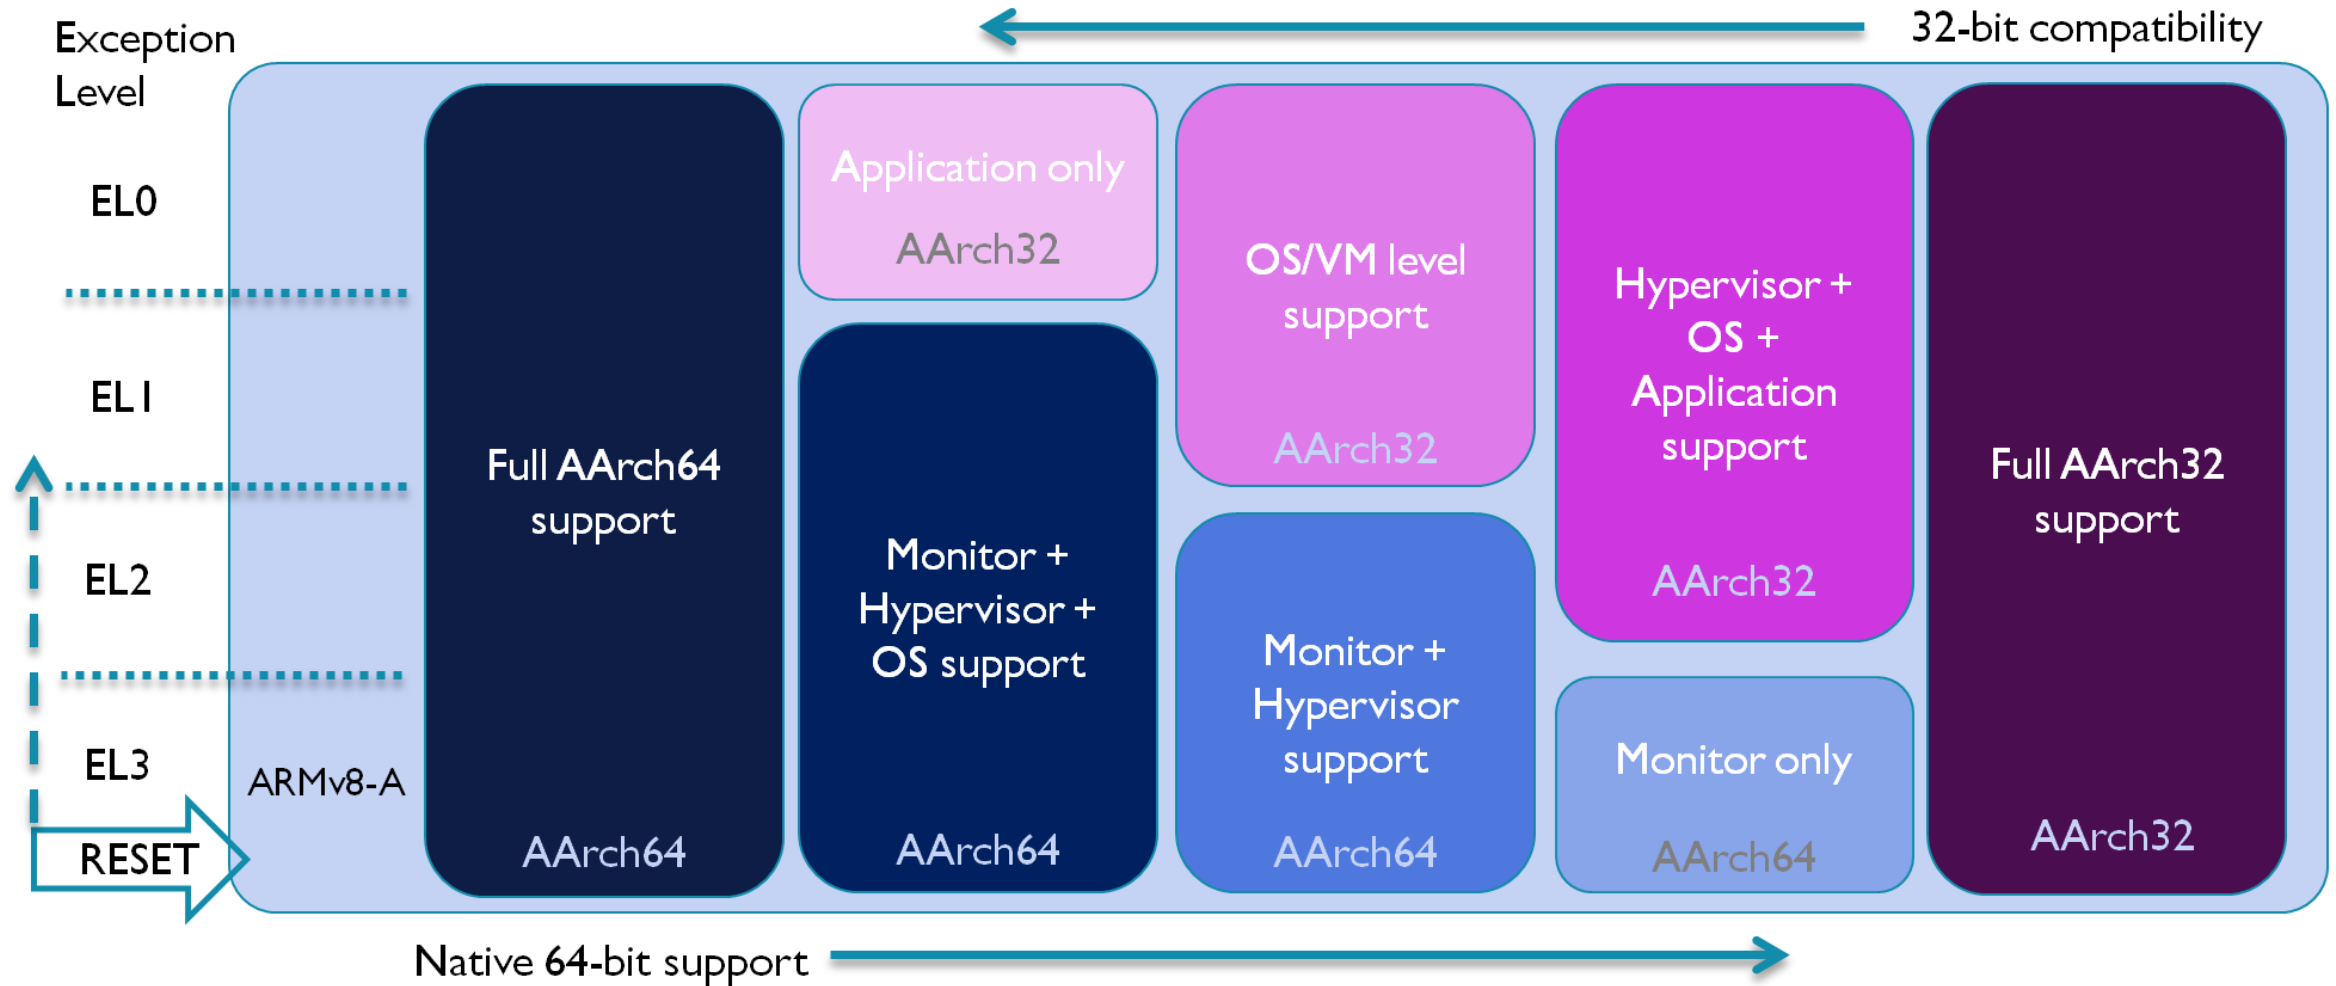 Exception
Level
32-bit compatibility
EL0
EL1
EL2
EL3
ARMv8-A
RESET
Full AArch64
support
AArch64
Application only
AArch32
Monitor +
Hypervisor +
OS support
AArch64
OS/VM level
support
AArch32
Monitor +
Hypervisor
support
AArch64
Hypervisor +
OS +
Application
support
AArch32
Monitor only
AArch64
Full AArch32
support
AArch32
Native 64-bit support